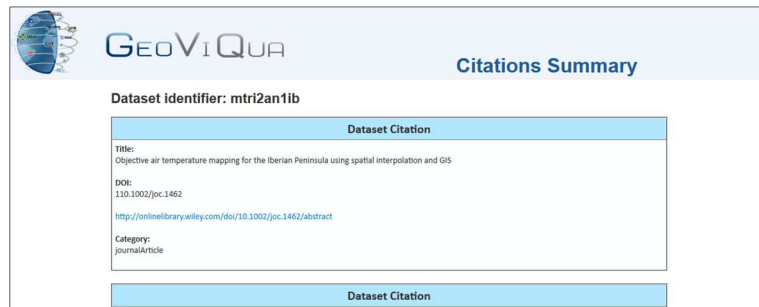 GeoViQua
Citations Summary
Dataset identifier: mtri2an1ib
Dataset Citation
Title:
Objective air temperature mapping for the Iberian Peninsula using spatial interpolation and GIS
DOI:
110.1002/joc.1462
http://onlinelibrary.wiley.com/doi/10.1002/joc.1462/abstract
Category:
journalArticle
Dataset Citation